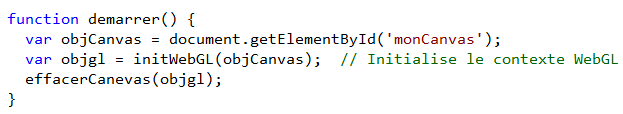 function demarrer() {
  var objCanvas = document.getElementById('monCanvas');
  var objgl = initWebGL(objCanvas);  // Initialise le contexte WebGL
  effacerCanevas(objgl);
}